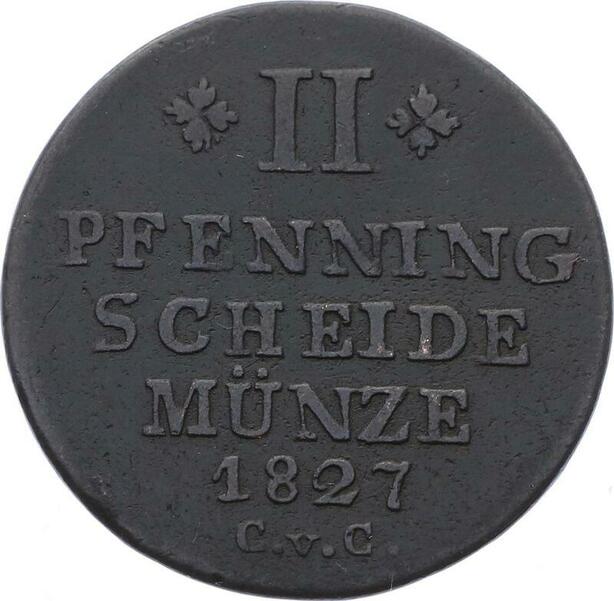 II
PFENNING
SCHEIDE
MÜNZE
1827
C.v.C.